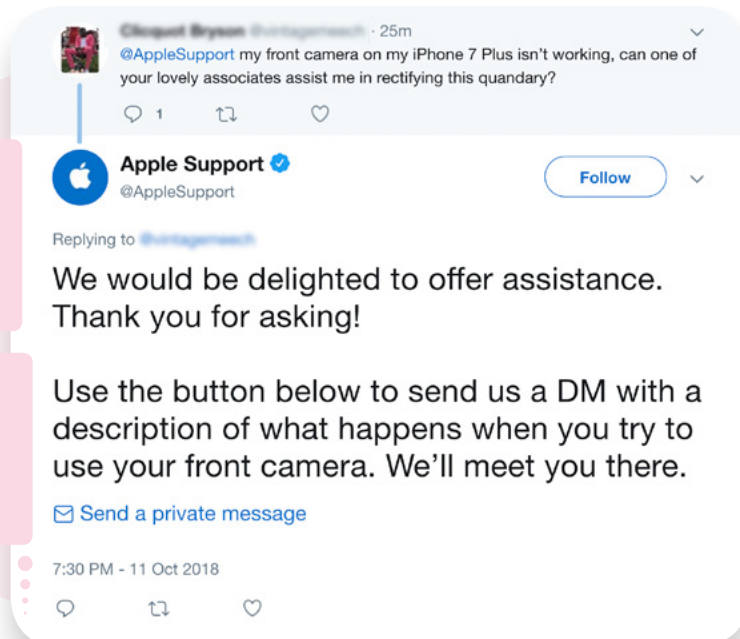 · 25m
@AppleSupport my front camera on my iPhone 7 Plus isn’t working, can one of
your lovely associates assist me in rectifying this quandary?
1
Apple Support
@AppleSupport
Follow
Replying to
We would be delighted to offer assistance.
Thank you for asking!
Use the button below to send us a DM with a
description of what happens when you try to
use your front camera. We’ll meet you there.
Send a private message
7:30 PM - 11 Oct 2018